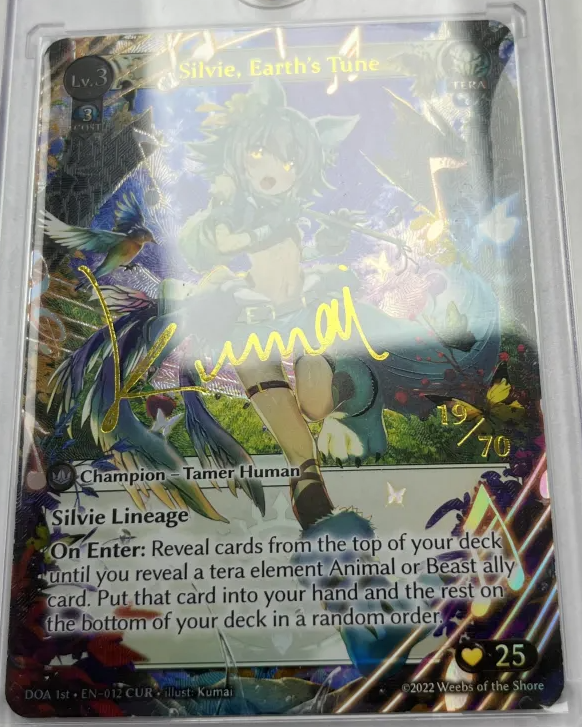 Silvie, Earth's Tune
Lv.3
TERA
3
COST
Kumai
19/70
Champion – Tamer Human
Silvie Lineage
On Enter: Reveal cards from the top of your deck
until you reveal a tera element Animal or Beast ally
card. Put that card into your hand and the rest on
the bottom of your deck in a random order.
25
DOA 1st • EN-012 CUR • illust: Kumai
©2022 Weebs of the Shore